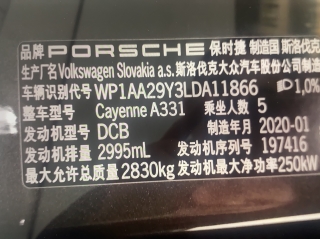 品牌 PORSCHE 保时捷 制造国 斯洛伐克
生产厂名 Volkswagen Slovakia a.s. 斯洛伐克大众汽车股份公司制造
车辆识别代号 WP1AA29Y3LDA11866 1,0%
整车型号 Cayenne A331 乘坐人数 5
发动机型号 DCB 制造年月 2020-01
发动机排量 2995mL 发动机序列号 197416
最大允许总质量 2830kg 发动机最大净功率 250kW